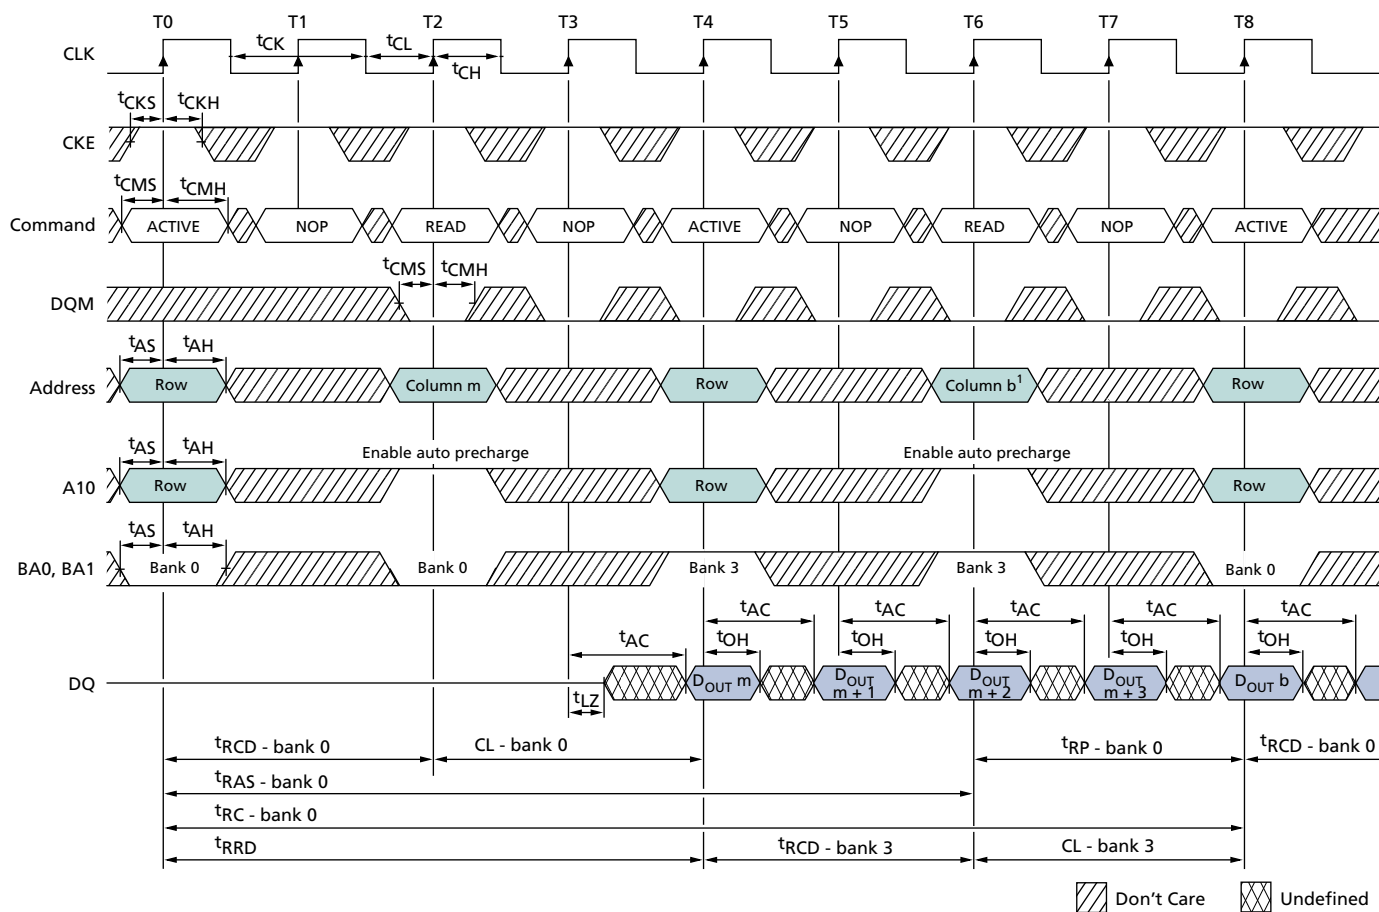 T0 T1 T2 T3 T4 T5 T6 T7 T8
CLK
tCK tCL
tCH
tCKS tCKH
CKE
tCMS tCMH
Command ACTIVE NOP READ NOP ACTIVE NOP READ NOP ACTIVE
tCMS tCMH
DQM
tAS tAH
Address Row Column m Row Column b1 Row
tAS tAH Enable auto precharge Enable auto precharge
A10 Row Row Row
tAS tAH
BA0, BA1 Bank 0 Bank 0 Bank 3 Bank 3 Bank 0
tAC tAC tAC tAC tAC
tAC tOH tOH tOH tOH tOH
DQ DOUT m DOUT m + 1 DOUT m + 2 DOUT m + 3 DOUT b
tLZ
tRCD - bank 0 CL - bank 0 tRP - bank 0 tRCD - bank 0
tRAS - bank 0
tRC - bank 0
tRRD tRCD - bank 3 CL - bank 3
Don't Care Undefined